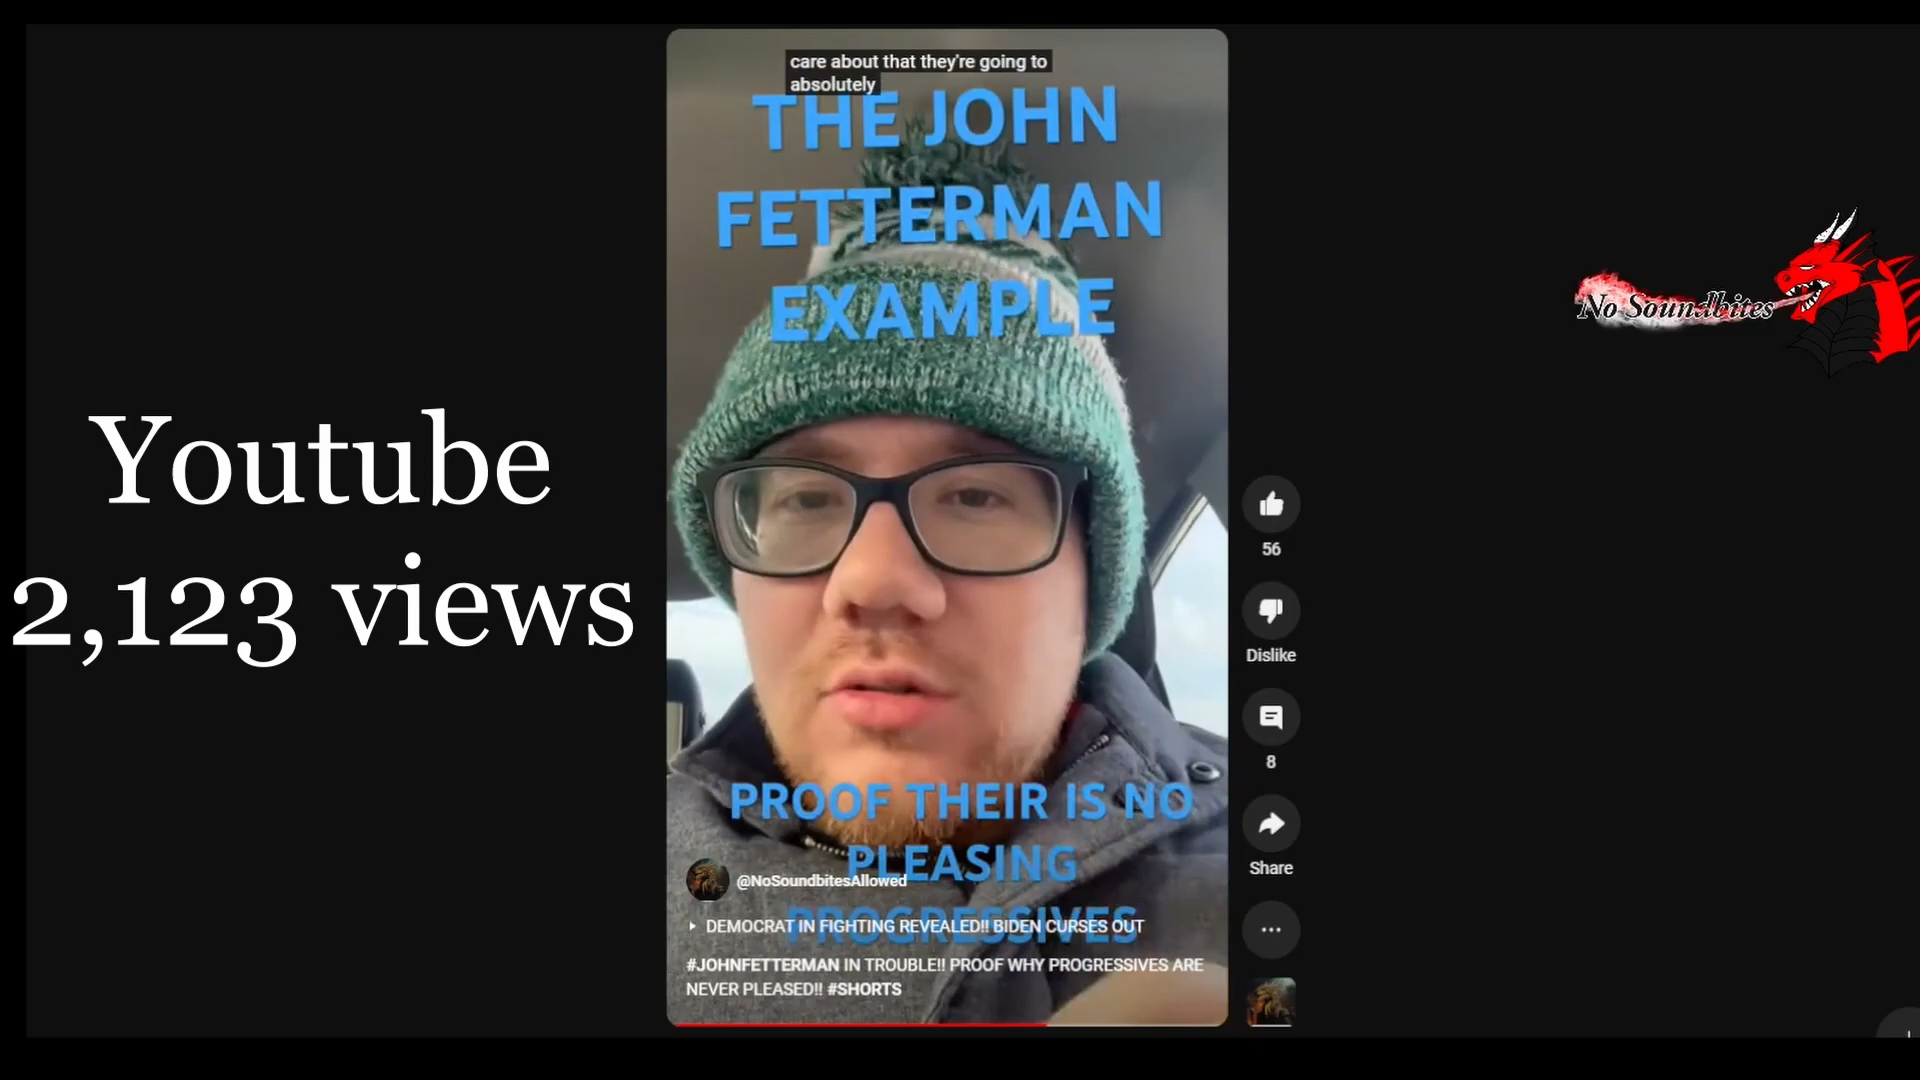 care about that they're going to
absolutely
THE JOHN
FETTERMAN
EXAMPLE
No Soundbites
Youtube
2,123 views
56
Dislike
8
Share
PROOF THEIR IS NO
PLEASING
PROGRESSIVES
@NoSoundbitesAllowed
DEMOCRAT IN FIGHTING REVEALED!! BIDEN CURSES OUT
#JOHNFETTERMAN IN TROUBLE!! PROOF WHY PROGRESSIVES ARE
NEVER PLEASED!! #SHORTS